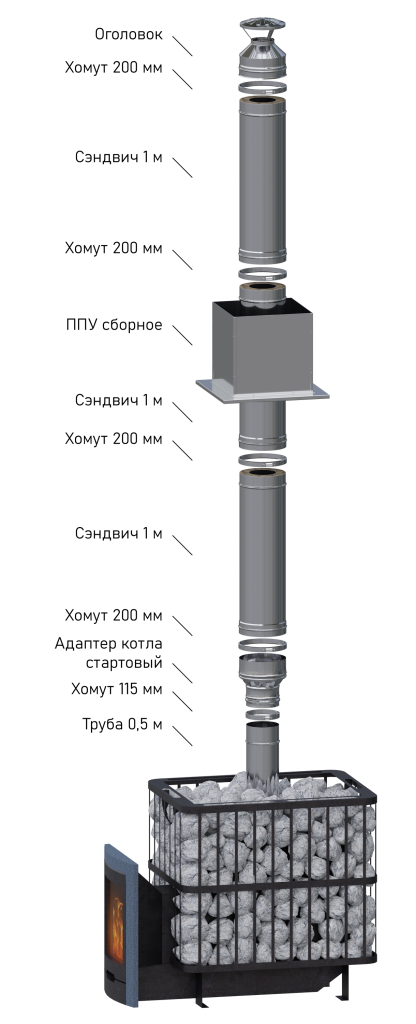 Оголовок
Хомут 200 мм
Сэндвич 1 м
Хомут 200 мм
ППУ сборное
Сэндвич 1 м
Хомут 200 мм
Сэндвич 1 м
Хомут 200 мм
Адаптер котла
стартовый
Хомут 115 мм
Труба 0,5 м